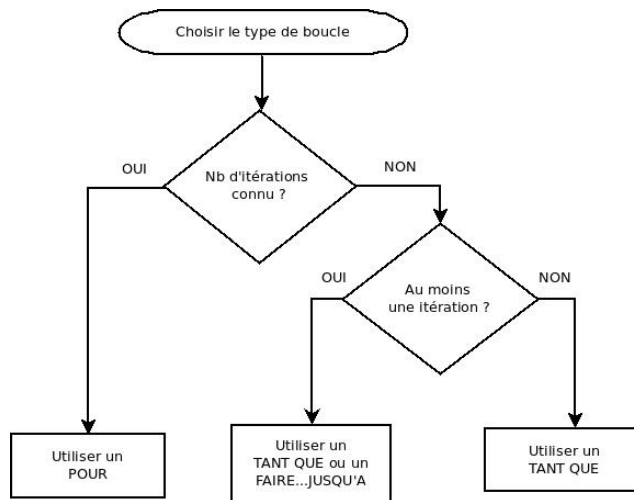 Choisir le type de boucle
OUI
Nb d'itérations
connu ?
NON
OUI
Au moins
une itération ?
NON
Utiliser un
POUR
Utiliser un
TANT QUE ou un
FAIRE...JUSQU'A
Utiliser un
TANT QUE